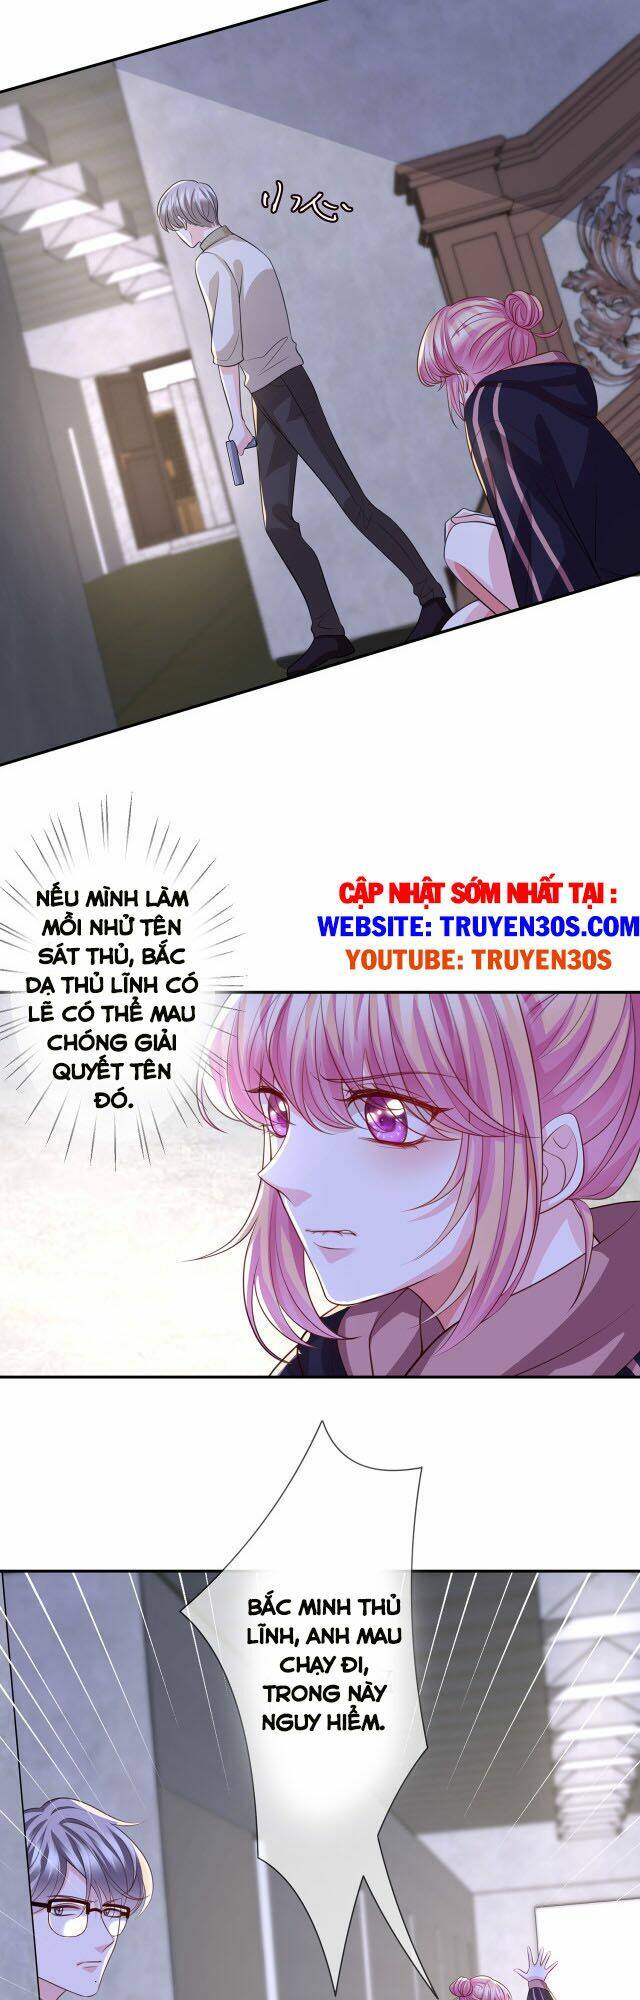 小心
NẾU MÌNH LÀM
MỒI NHỬ TÊN
SÁT THỦ, BẮC
DẠ THỦ LĨNH CÓ
LẼ CÓ THỂ MAU
CHÓNG GIẢI
QUYẾT TÊN
ĐÓ.
CẬP NHẬT SỚM NHẤT TẠI :
WEBSITE: TRUYEN30S.COM
YOUTUBE: TRUYEN30S
BẮC MINH THỦ
LĨNH, ANH MAU
CHẠY ĐI,
TRONG NÀY
NGUY HIỂM.